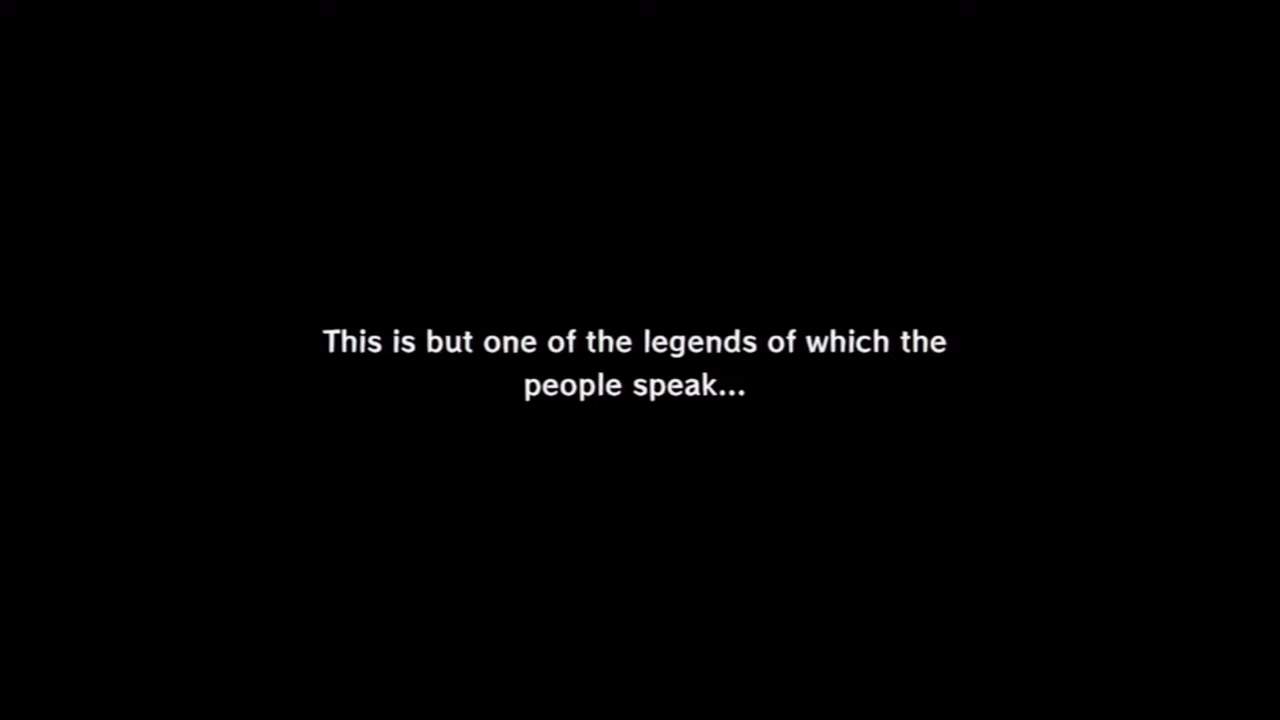 This is but one of the legends of which the
people speak...